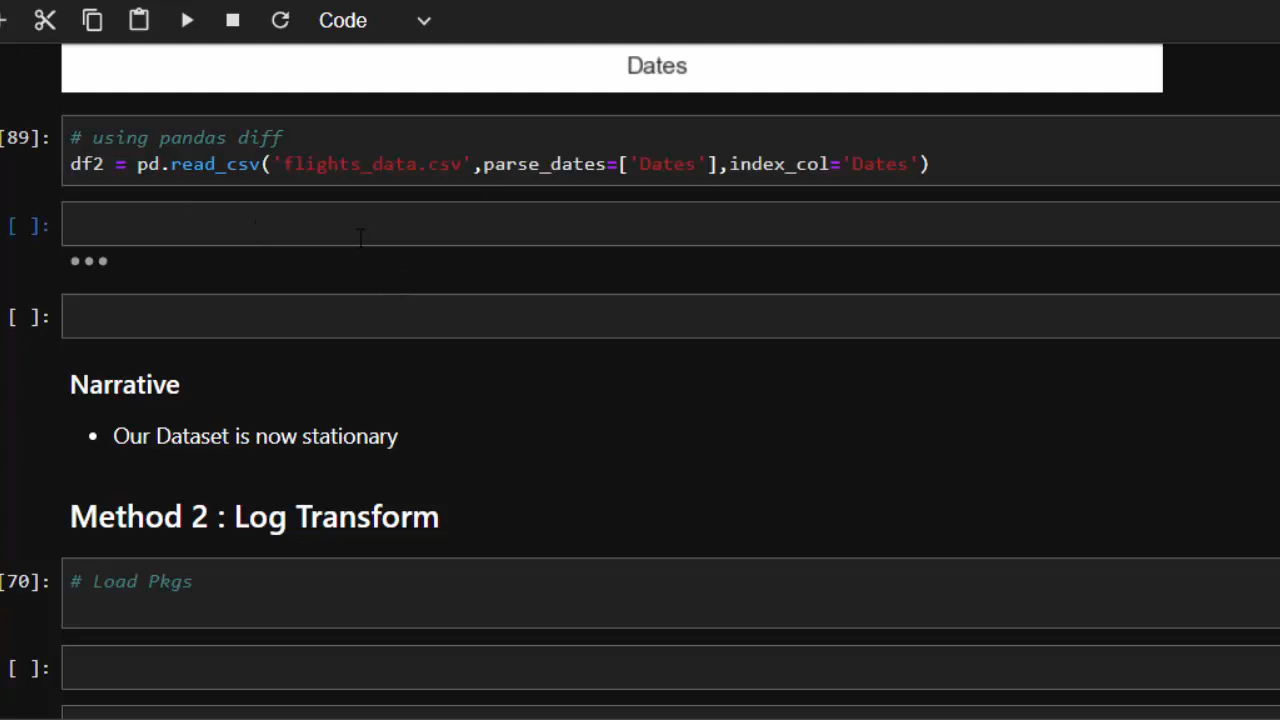 Code
Dates
[89]: # using pandas diff
df2 = pd.read_csv('flights_data.csv',parse_dates=['Dates'],index_col='Dates')
[ ]:
[ ]:
Narrative
• Our Dataset is now stationary
Method 2 : Log Transform
[70]: # Load Pkgs
[ ]: